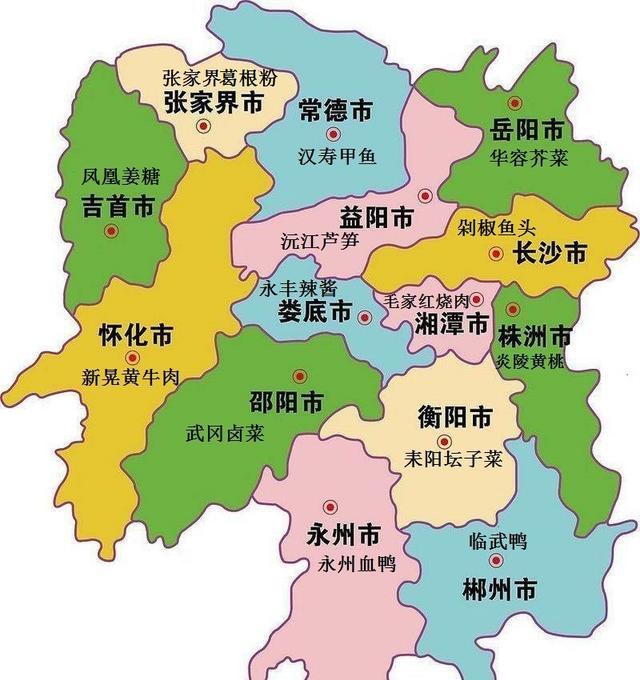 张家界葛根粉
张家界市
常德市
汉寿甲鱼
岳阳市
华容芥菜
凤凰姜糖
吉首市
益阳市
沅江芦笋
剁椒鱼头
长沙市
永丰辣酱
娄底市
毛家红烧肉
湘潭市
株洲市
炎陵黄桃
怀化市
新晃黄牛肉
邵阳市
武冈卤菜
衡阳市
耒阳坛子菜
永州市
永州血鸭
临武鸭
郴州市